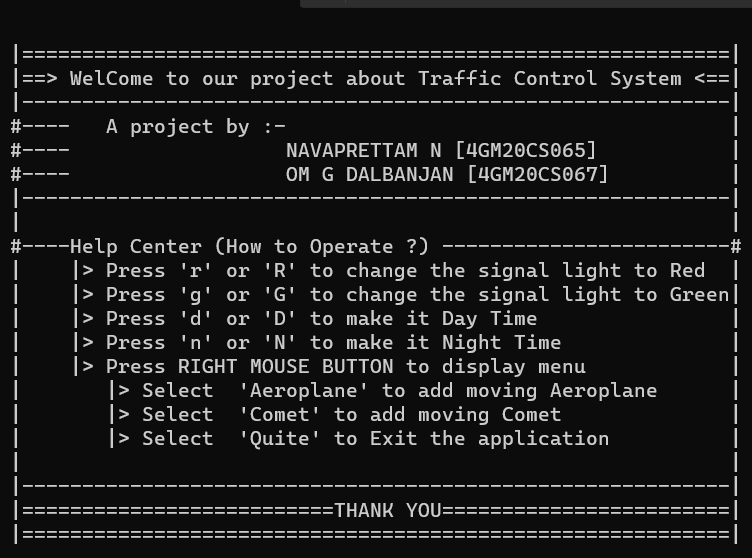 |===========================================================|
|==> WelCome to our project about Traffic Control System <==|
|-----------------------------------------------------------|
#----   A project by :-                                     |
#----                  NAVAPRETTAM N [4GM20CS065]           |
#----                  OM G DALBANJAN [4GM20CS067]          |
|-----------------------------------------------------------|
|                                                           |
#----Help Center (How to Operate ?) ------------------------#
|    |> Press 'r' or 'R' to change the signal light to Red  |
|    |> Press 'g' or 'G' to change the signal light to Green|
|    |> Press 'd' or 'D' to make it Day Time                |
|    |> Press 'n' or 'N' to make it Night Time              |
|    |> Press RIGHT MOUSE BUTTON to display menu            |
|       |> Select  'Aeroplane' to add moving Aeroplane      |
|       |> Select  'Comet' to add moving Comet              |
|       |> Select  'Quite' to Exit the application          |
|                                                           |
|-----------------------------------------------------------|
|==========================THANK YOU========================|
|===========================================================|